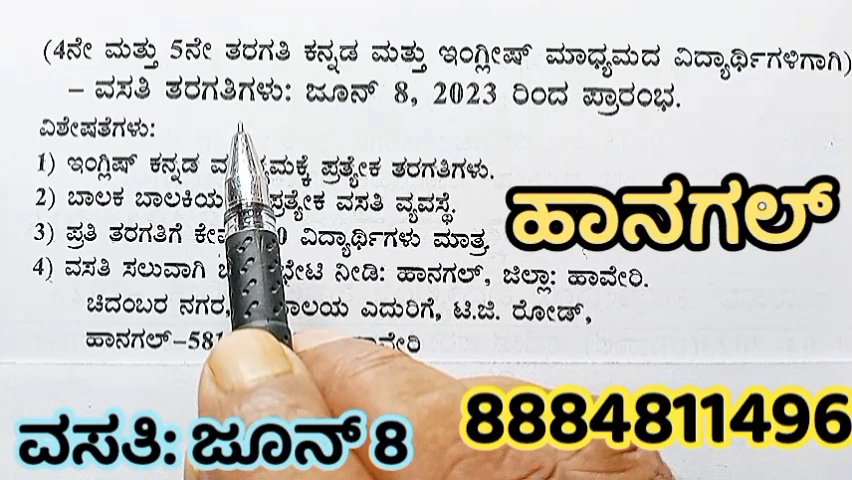 (4ನೇ ಮತ್ತು 5ನೇ ತರಗತಿ ಕನ್ನಡ ಮತ್ತು ಇಂಗ್ಲೀಷ್ ಮಾಧ್ಯಮದ ವಿದ್ಯಾರ್ಥಿಗಳಿಗಾಗಿ)
– ವಸತಿ ತರಗತಿಗಳು: ಜೂನ್ 8, 2023 ರಿಂದ ಪ್ರಾರಂಭ.
ವಿಶೇಷತೆಗಳು:
1) ಇಂಗ್ಲಿಷ್ ಕನ್ನಡ ಪ್ರತ್ಯೇಕ ತರಗತಿಗಳು.
2) ಬಾಲಕ ಬಾಲಕಿಯ ಪ್ರತ್ಯೇಕ ವಸತಿ ವ್ಯವಸ್ಥೆ.
3) ಪ್ರತಿ ತರಗತಿಗೆ ವಿದ್ಯಾರ್ಥಿಗಳು ಮಾತ್ರ
4) ವಸತಿ ಸಲುವಾಗಿ ಭೇಟಿ ನೀಡಿ: ಹಾನಗಲ್, ಜಿಲ್ಲಾ: ಹಾವೇರಿ.
ಚಿದಂಬರ ನಗರ, ಎದುರಿಗೆ, ಟಿ.ಜಿ. ರೋಡ್,
ಹಾನಗಲ್–581
ಹಾನಗಲ್
ವಸತಿ: ಜೂನ್ 8
8884811496